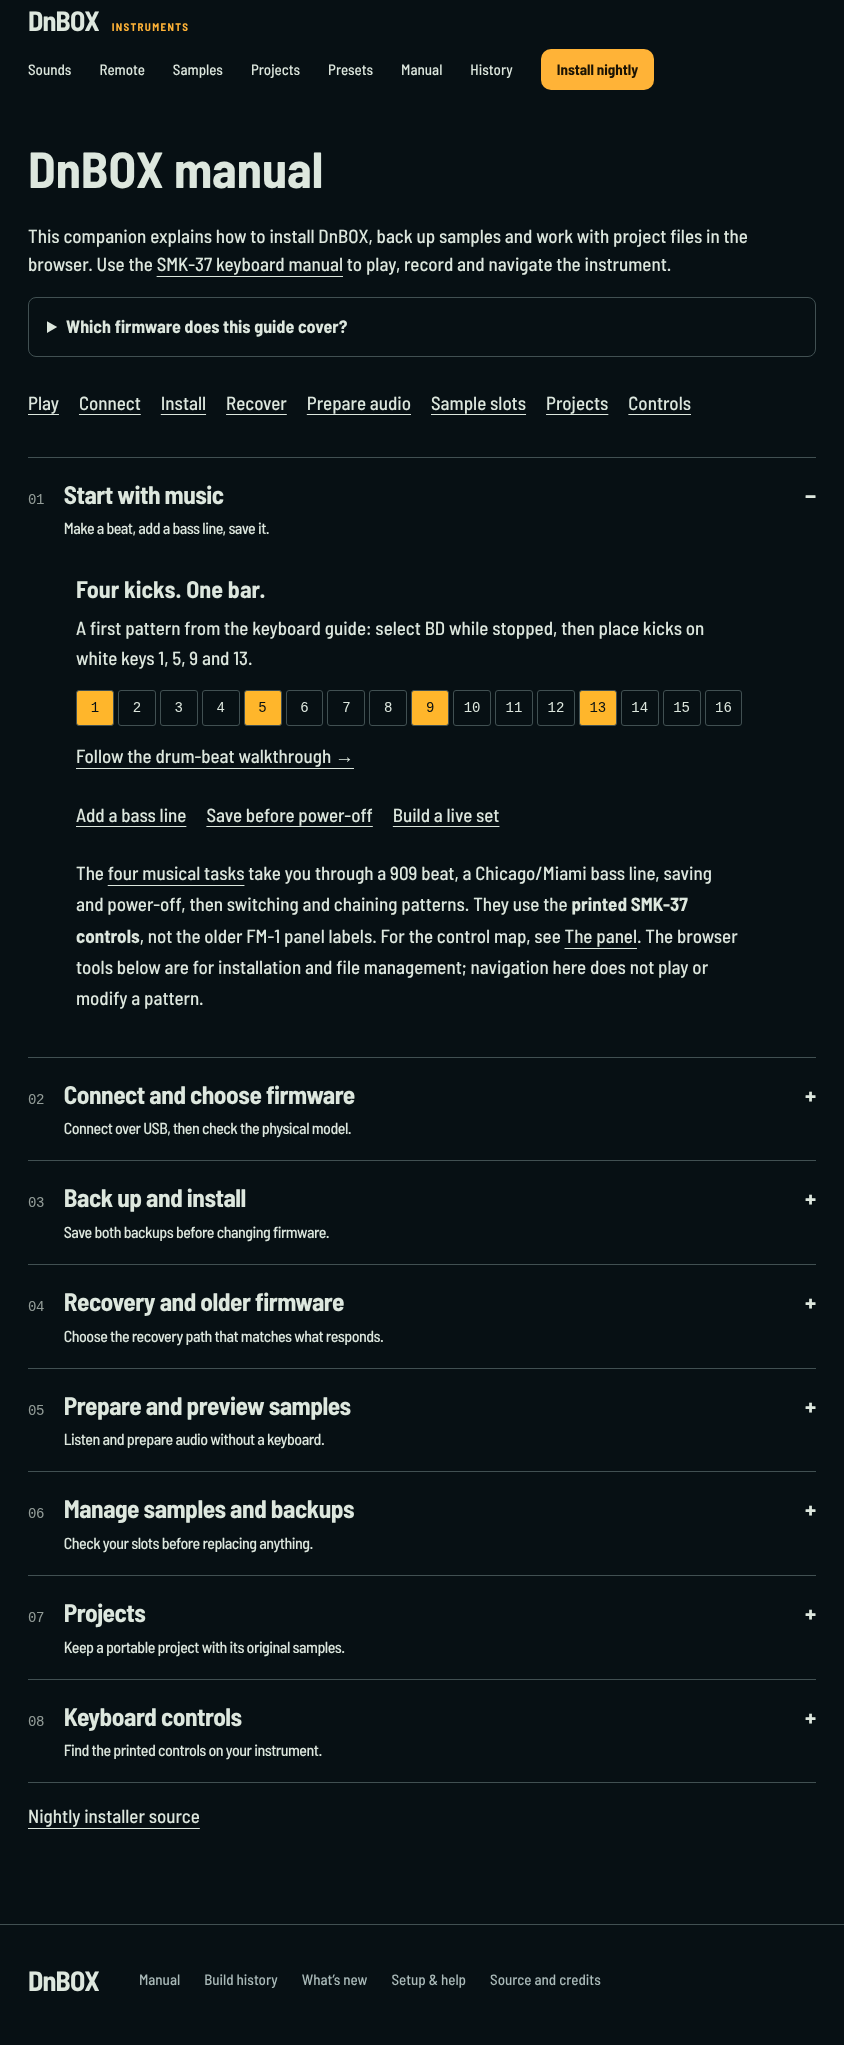 DnBOX INSTRUMENTS
Sounds Remote Samples Projects Presets Manual History Install nightly
DnBOX manual
This companion explains how to install DnBOX, back up samples and work with project files in the
browser. Use the SMK-37 keyboard manual to play, record and navigate the instrument.
▶ Which firmware does this guide cover?
Play Connect Install Recover Prepare audio Sample slots Projects Controls
01 Start with music −
Make a beat, add a bass line, save it.
Four kicks. One bar.
A first pattern from the keyboard guide: select BD while stopped, then place kicks on
white keys 1, 5, 9 and 13.
1 2 3 4 5 6 7 8 9 10 11 12 13 14 15 16
Follow the drum-beat walkthrough →
Add a bass line Save before power-off Build a live set
The four musical tasks take you through a 909 beat, a Chicago/Miami bass line, saving
and power-off, then switching and chaining patterns. They use the printed SMK-37
controls, not the older FM-1 panel labels. For the control map, see The panel. The browser
tools below are for installation and file management; navigation here does not play or
modify a pattern.
02 Connect and choose firmware +
Connect over USB, then check the physical model.
03 Back up and install +
Save both backups before changing firmware.
04 Recovery and older firmware +
Choose the recovery path that matches what responds.
05 Prepare and preview samples +
Listen and prepare audio without a keyboard.
06 Manage samples and backups +
Check your slots before replacing anything.
07 Projects +
Keep a portable project with its original samples.
08 Keyboard controls +
Find the printed controls on your instrument.
Nightly installer source
DnBOX Manual Build history What's new Setup & help Source and credits